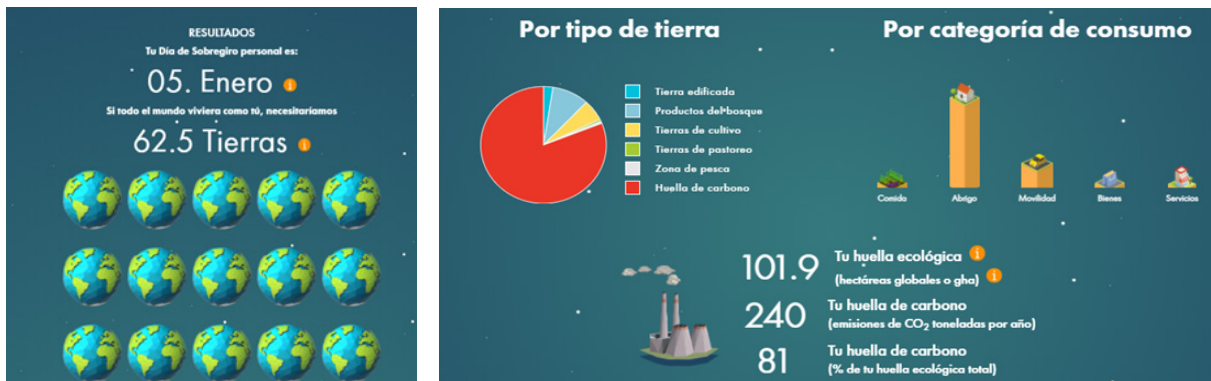 RESULTADOS
Tu Día de Sobregiro personal es:
05. Enero i
Si todo el mundo viviera como tú, necesitaríamos
62.5 Tierras i
Por tipo de tierra
Tierra edificada
Productos del bosque
Tierras de cultivo
Tierras de pastoreo
Zona de pesca
Huella de carbono
Por categoría de consumo
Comida
Abrigo
Movilidad
Bienes
Servicios
101.9 Tu huella ecológica i
(hectáreas globales o gha) i
240 Tu huella de carbono
(emisiones de CO₂ toneladas por año)
81 Tu huella de carbono
(% de tu huella ecológica total)